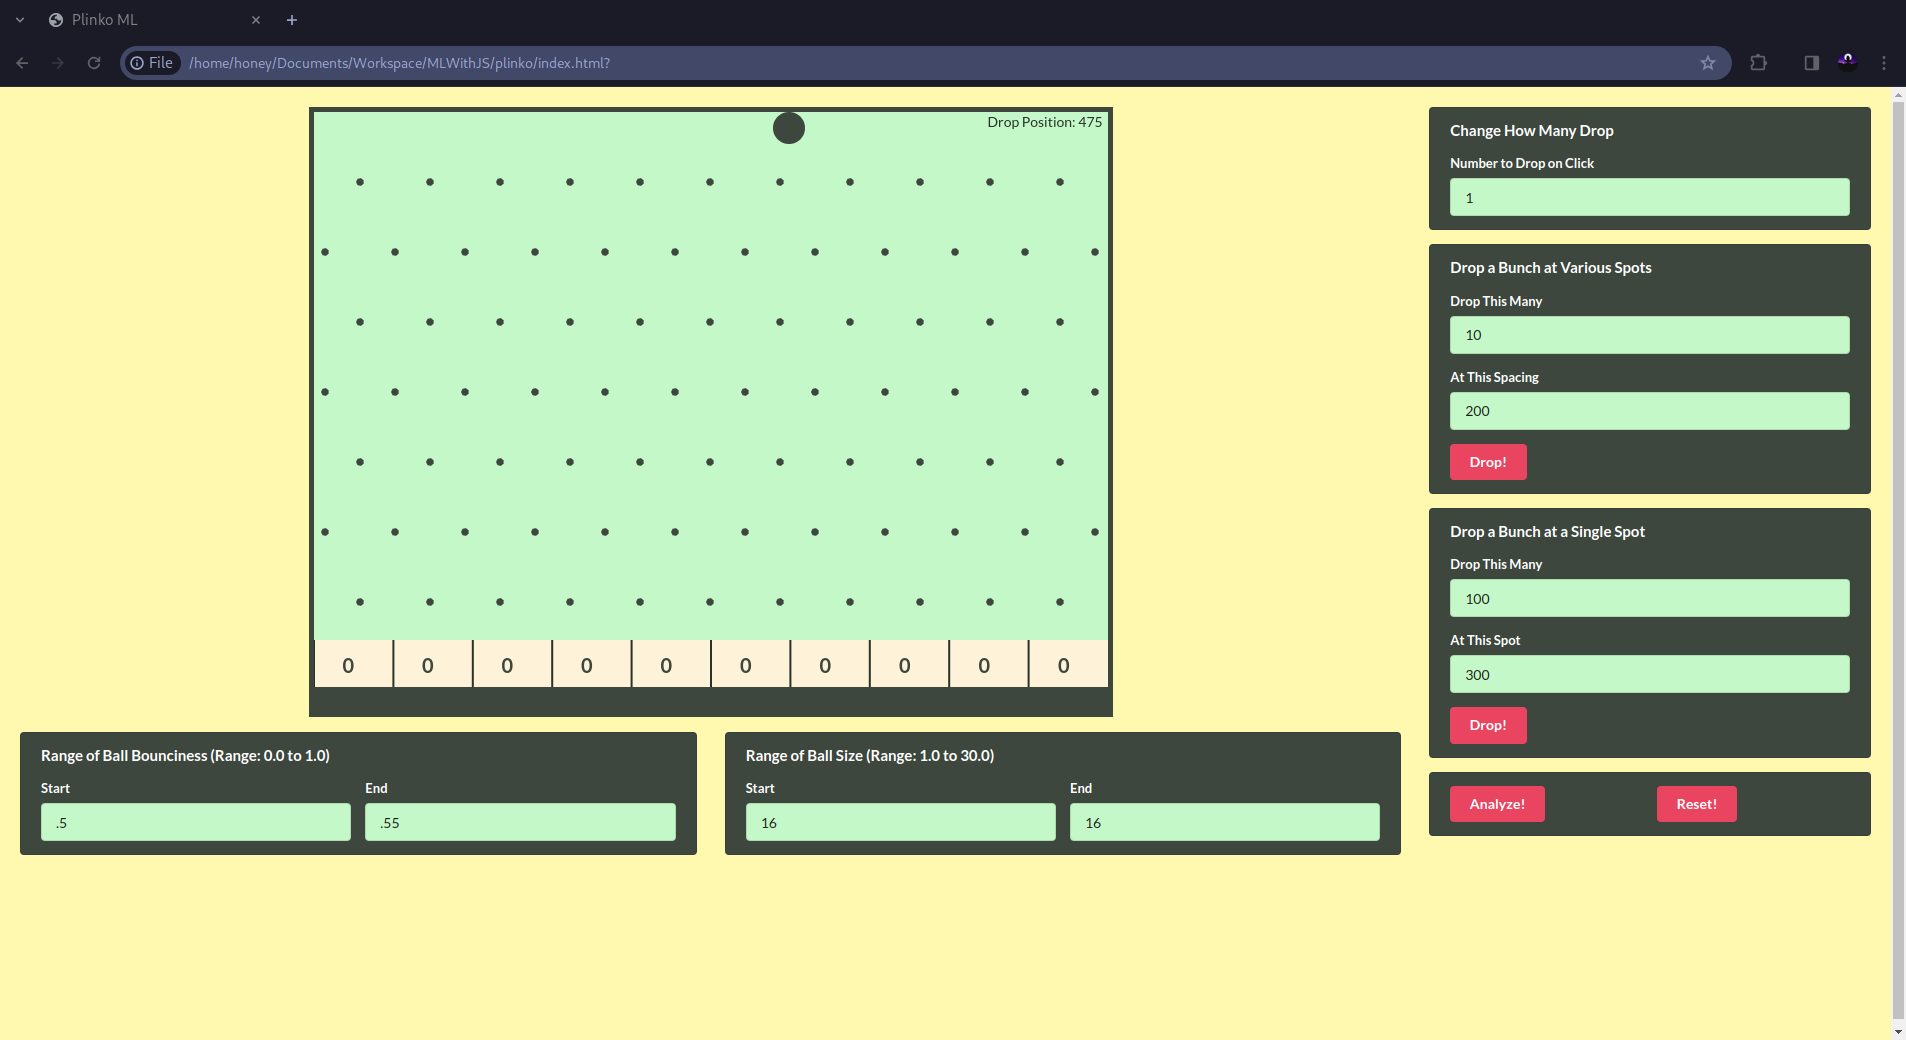 Plinko ML
File
/home/honey/Documents/Workspace/MLWithJS/plinko/index.html?
Drop Position: 475
0 0 0 0 0 0 0 0 0 0
Range of Ball Bounciness (Range: 0.0 to 1.0)
Start End
.5 .55
Range of Ball Size (Range: 1.0 to 30.0)
Start End
16 16
Change How Many Drop
Number to Drop on Click
1
Drop a Bunch at Various Spots
Drop This Many
10
At This Spacing
200
Drop!
Drop a Bunch at a Single Spot
Drop This Many
100
At This Spot
300
Drop!
Analyze! Reset!